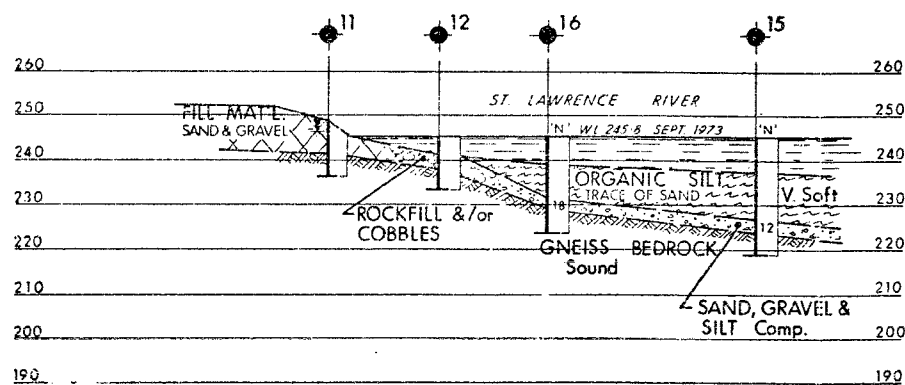 11 12 16 15
260 260
250 ST. LAWRENCE RIVER 250
FILL MAT'L.
SAND & GRAVEL
'N' WL 245·8 SEPT. 1973 'N'
240 240
ORGANIC SILT
TRACE OF SAND
V. Soft
230 230
18
ROCKFILL &/or
COBBLES
12
220 220
GNEISS BEDROCK
Sound
210 210
SAND, GRAVEL &
SILT Comp.
200 200
190 190